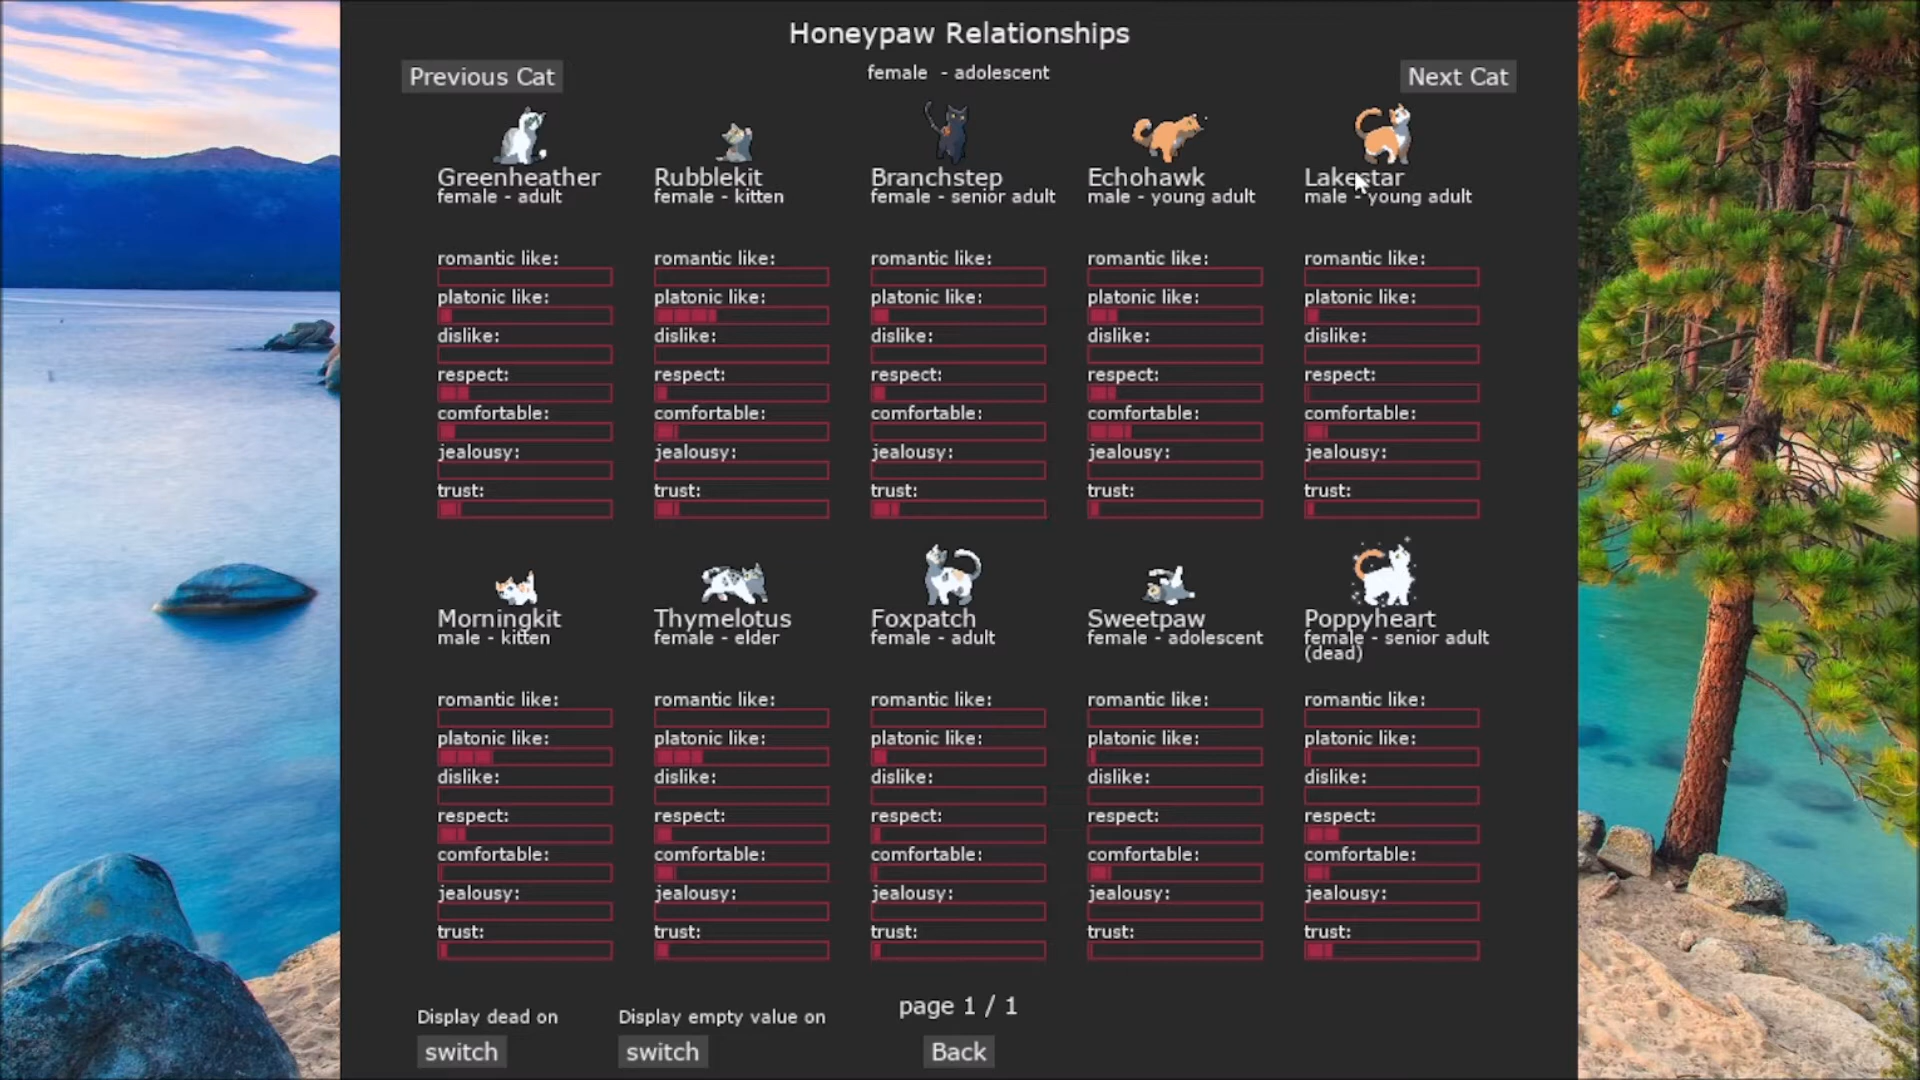 Honeypaw Relationships
Previous Cat
female - adolescent
Next Cat
Greenheather
female - adult
Rubblekit
female - kitten
Branchstep
female - senior adult
Echohawk
male - young adult
Lakestar
male - young adult
romantic like:
platonic like:
dislike:
respect:
comfortable:
jealousy:
trust:
romantic like:
platonic like:
dislike:
respect:
comfortable:
jealousy:
trust:
romantic like:
platonic like:
dislike:
respect:
comfortable:
jealousy:
trust:
romantic like:
platonic like:
dislike:
respect:
comfortable:
jealousy:
trust:
romantic like:
platonic like:
dislike:
respect:
comfortable:
jealousy:
trust:
Morningkit
male - kitten
Thymelotus
female - elder
Foxpatch
female - adult
Sweetpaw
female - adolescent
Poppyheart
female - senior adult
(dead)
romantic like:
platonic like:
dislike:
respect:
comfortable:
jealousy:
trust:
romantic like:
platonic like:
dislike:
respect:
comfortable:
jealousy:
trust:
romantic like:
platonic like:
dislike:
respect:
comfortable:
jealousy:
trust:
romantic like:
platonic like:
dislike:
respect:
comfortable:
jealousy:
trust:
romantic like:
platonic like:
dislike:
respect:
comfortable:
jealousy:
trust:
Display dead on
switch
Display empty value on
switch
page 1 / 1
Back